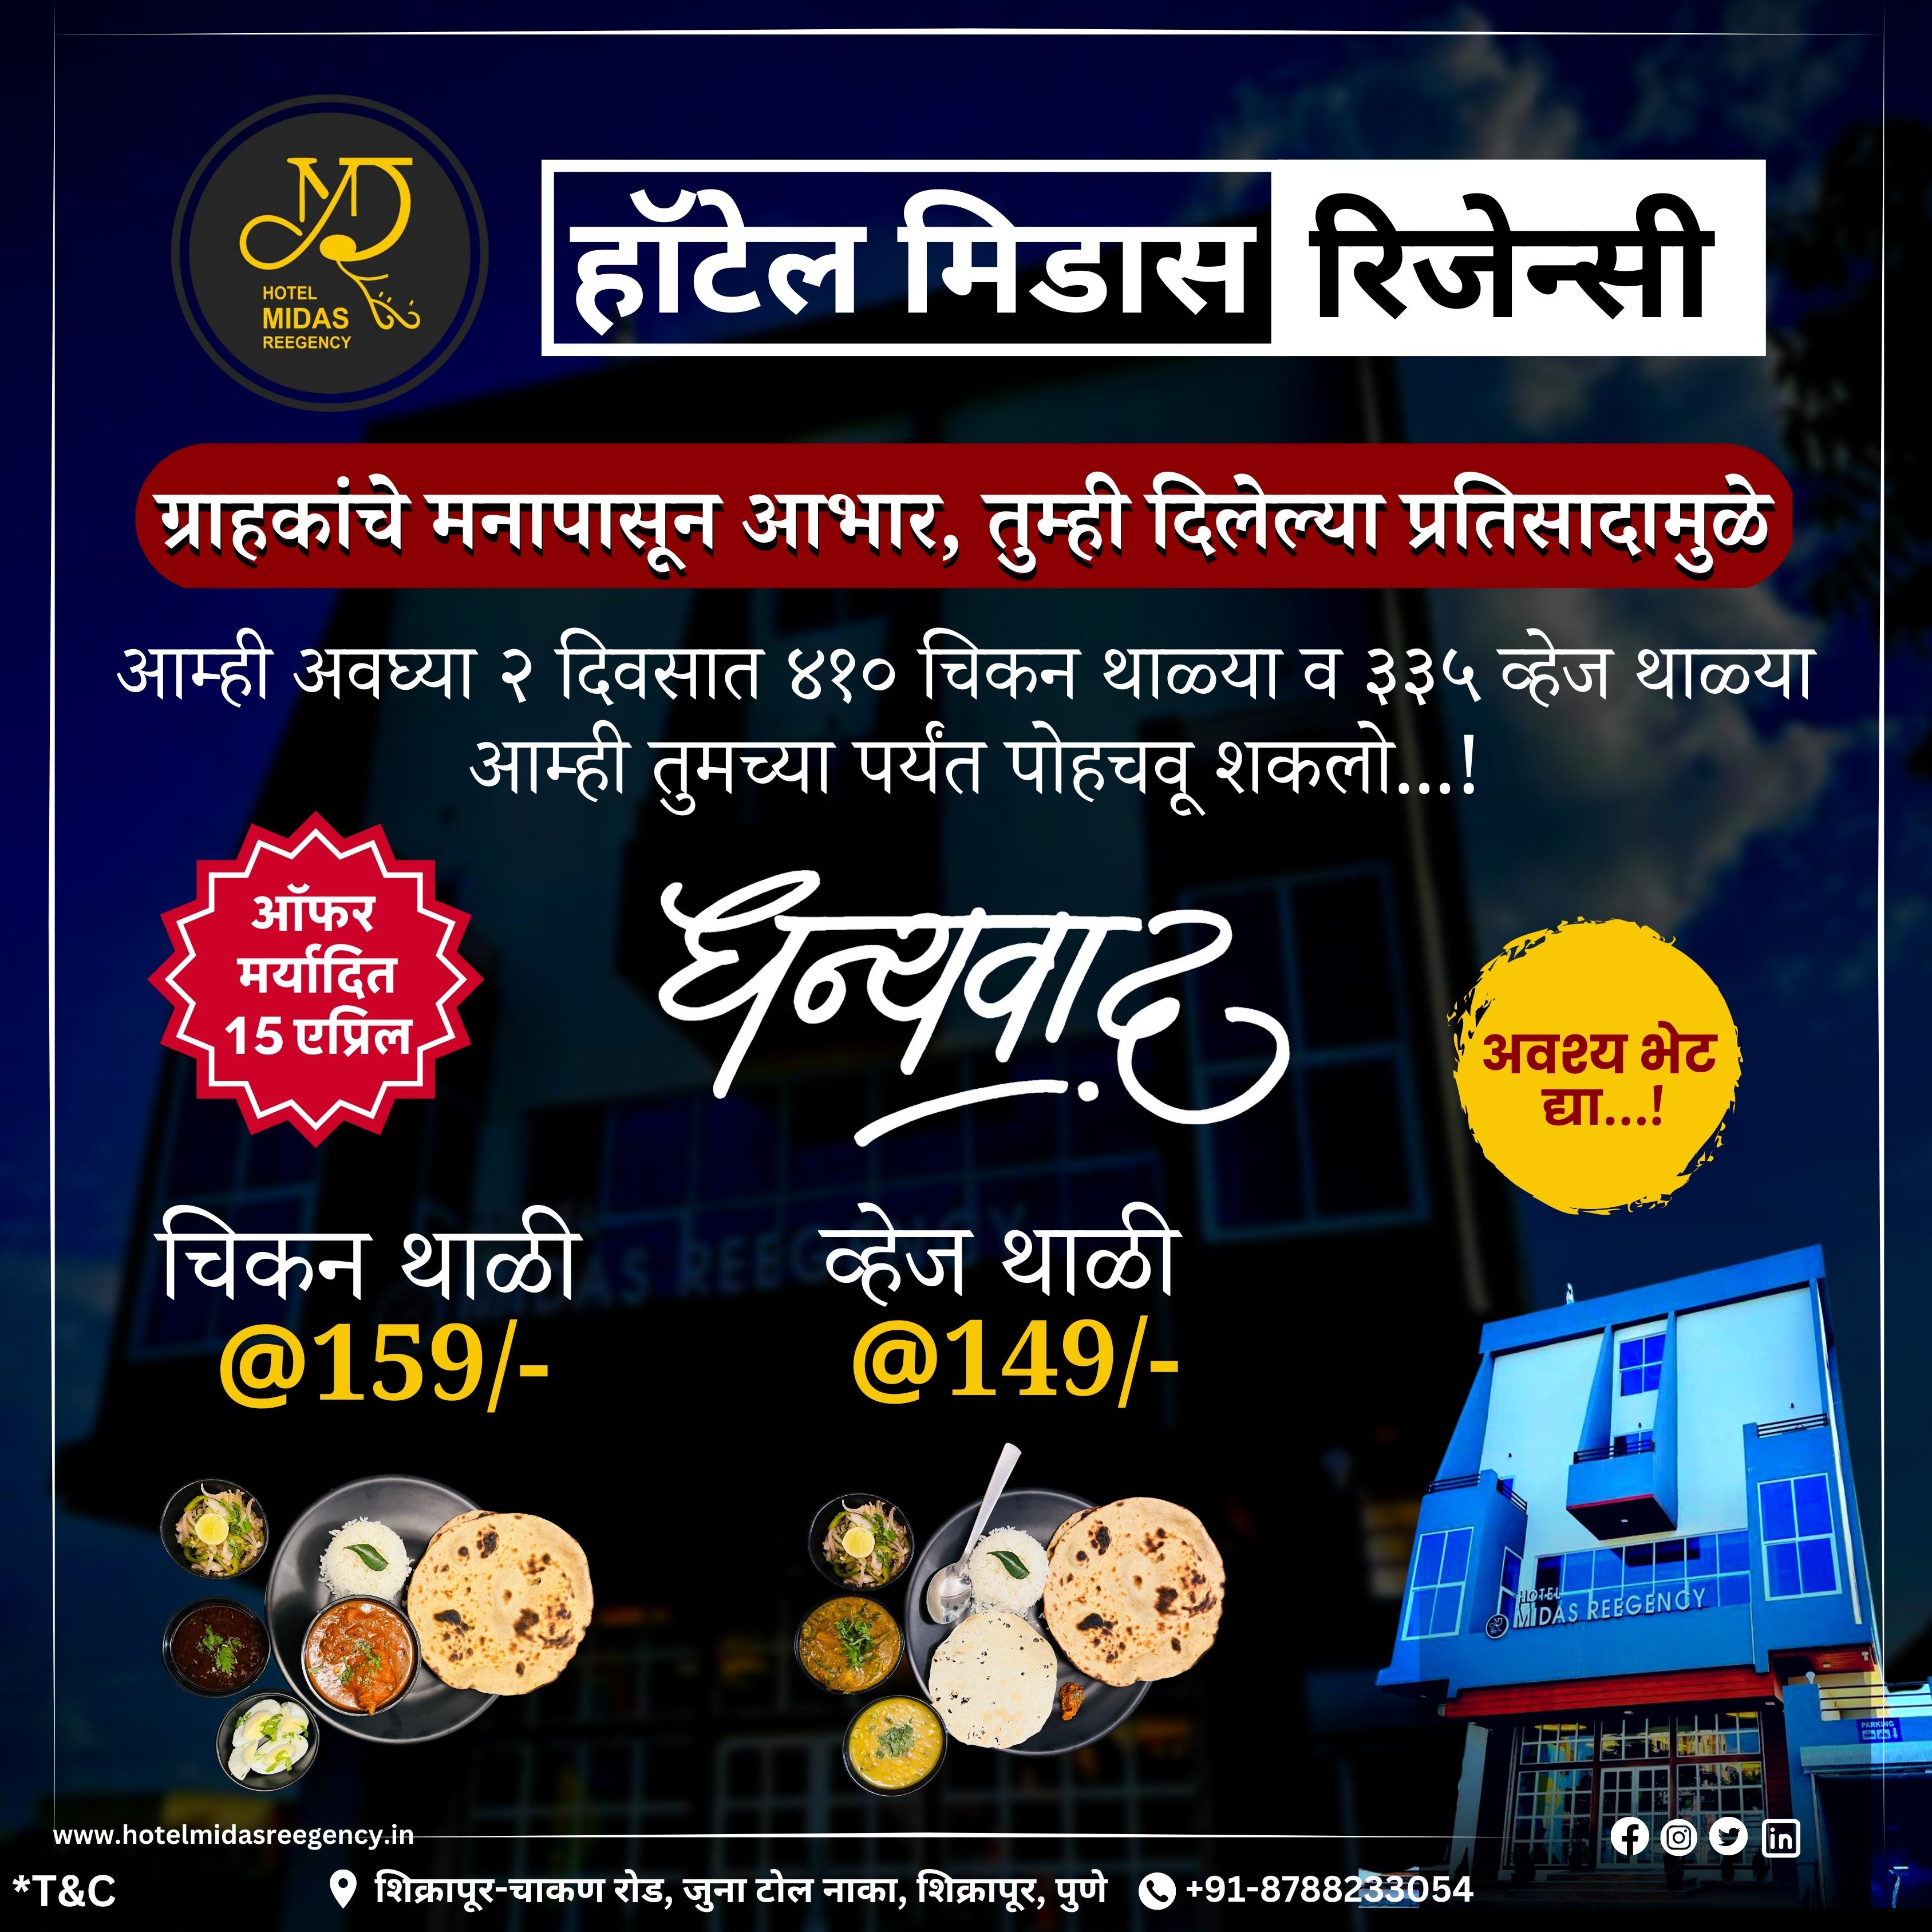 HOTEL
MIDAS
REEGENCY
हॉटेल मिडास रिजेन्सी
ग्राहकांचे मनापासून आभार, तुम्ही दिलेल्या प्रतिसादामुळे
आम्ही अवघ्या २ दिवसात ४१० चिकन थाळ्या व ३३५ व्हेज थाळ्या
आम्ही तुमच्या पर्यंत पोहचवू शकलो...!
ऑफर
मर्यादित
15 एप्रिल
धन्यवाद
अवश्य भेट
द्या...!
चिकन थाळी
@159/-
व्हेज थाळी
@149/-
HOTEL
MIDAS REEGENCY
PARKING
www.hotelmidasreegency.in
*T&C
शिक्रापूर-चाकण रोड, जुना टोल नाका, शिक्रापूर, पुणे
+91-8788233054